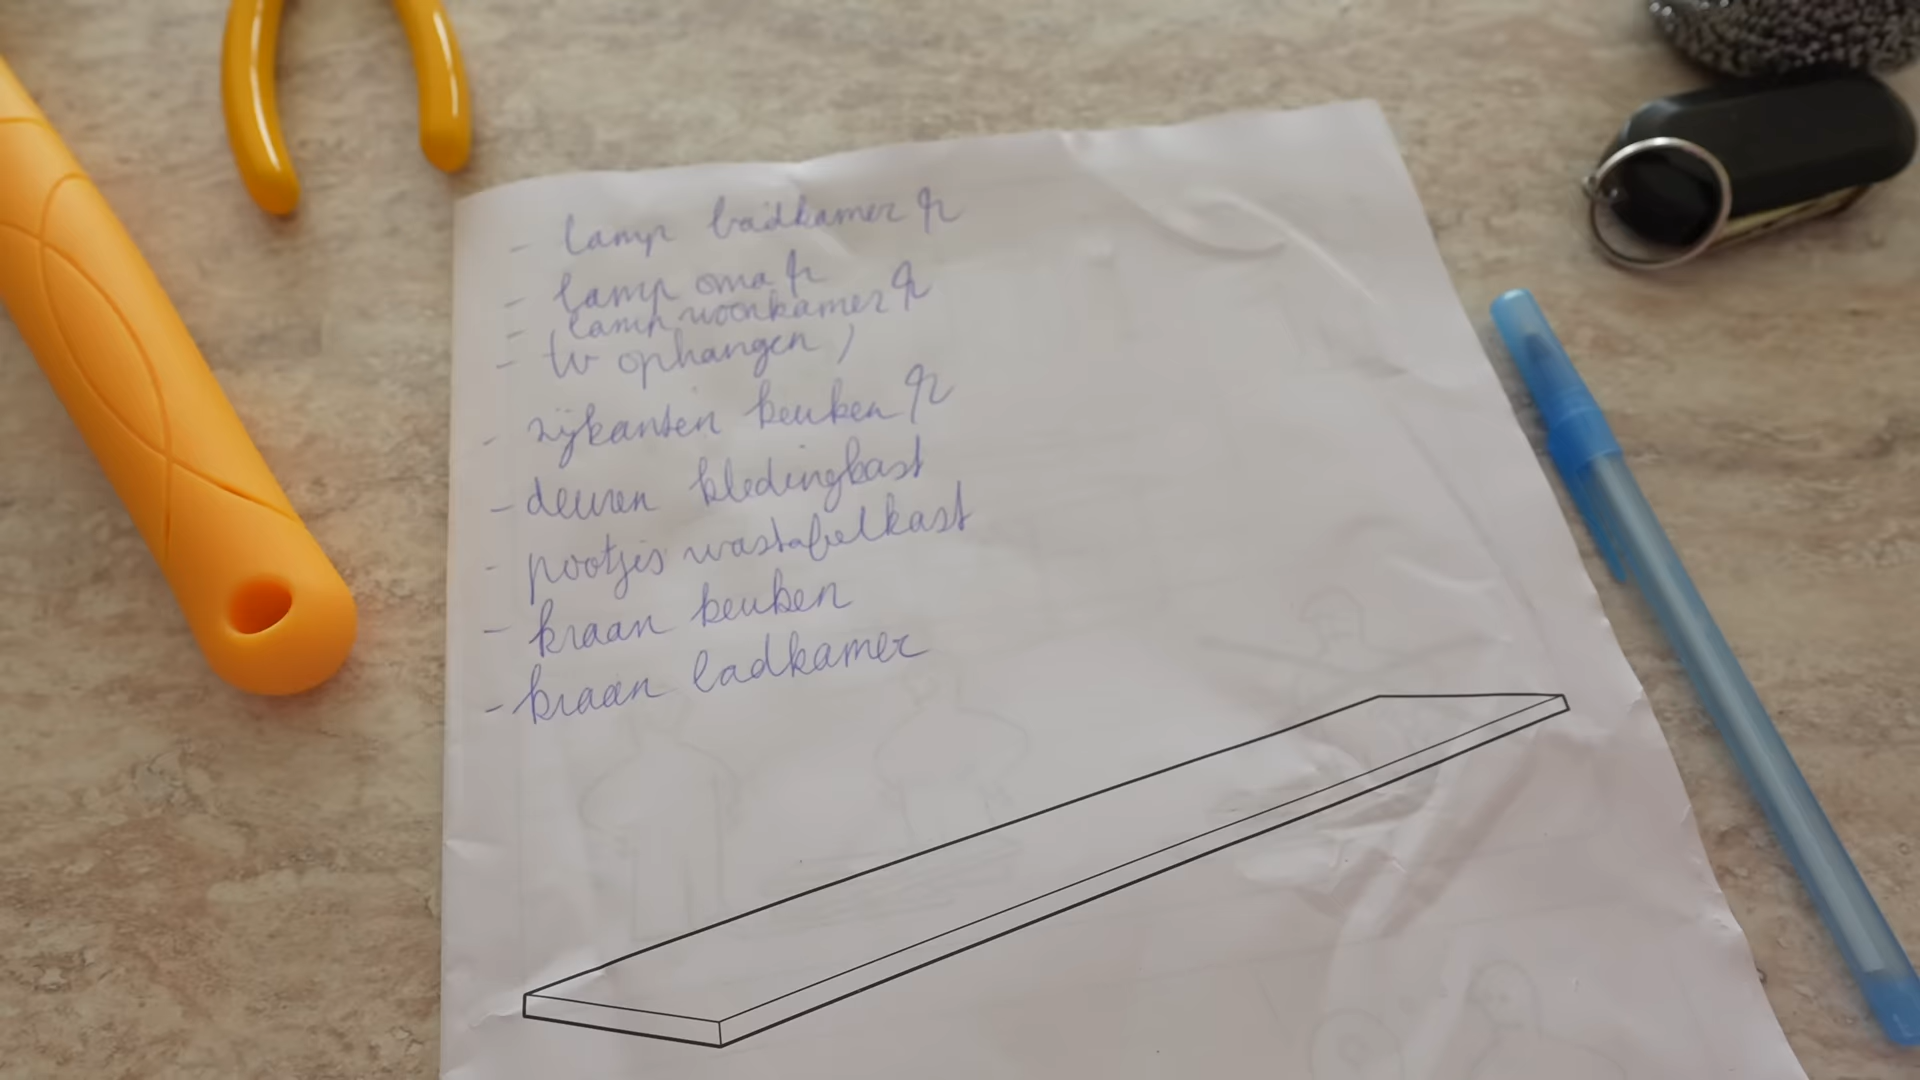 - lamp badkamer
- lamp oma
- lamp woonkamer
- tv ophangen
- zijkanten keuken
- deuren kledingkast
- pootjes wastafelkast
- kraan keuken
- kraan badkamer